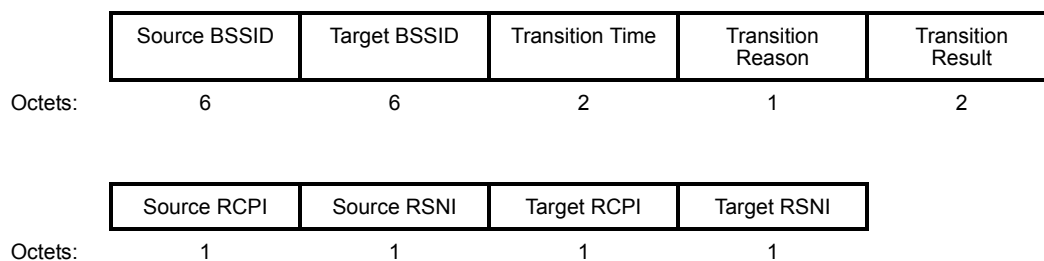 Source BSSID Target BSSID Transition Time Transition Reason Transition Result
Octets: 6 6 2 1 2
Source RCPI Source RSNI Target RCPI Target RSNI
Octets: 1 1 1 1